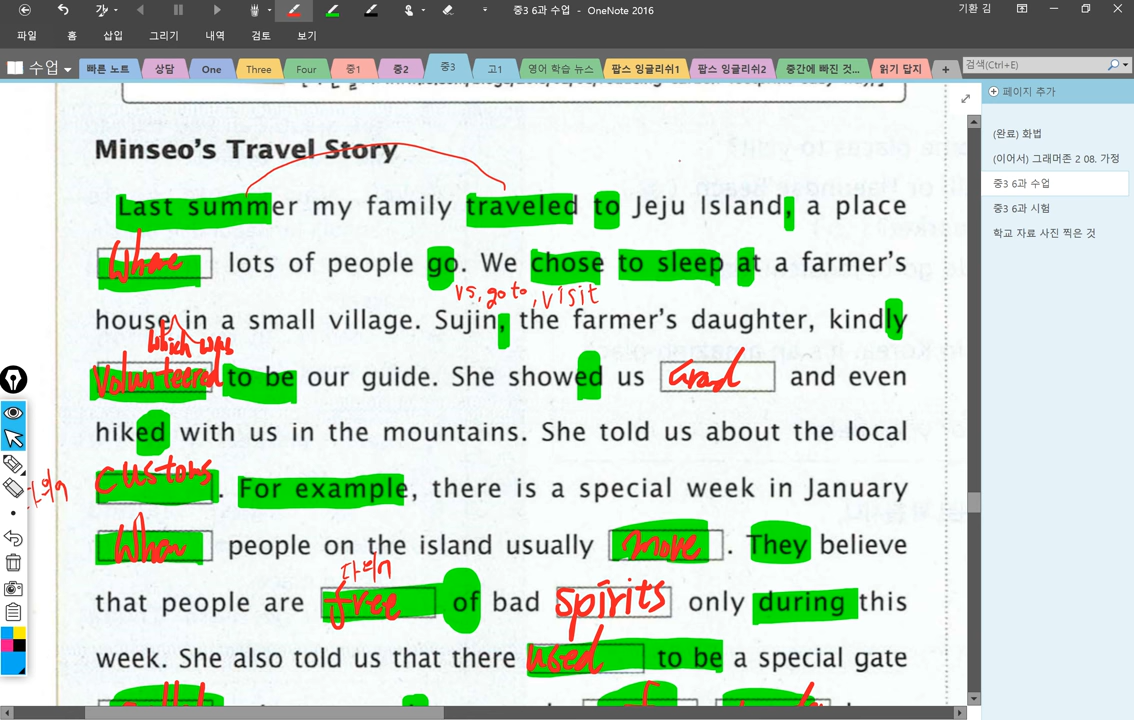 중3 6과 수업 - OneNote 2016
기환 김
파일 홈 삽입 그리기 내역 검토 보기
수업 빠른 노트 상담 One Three Four 중1 중2 중3 고1 영어 학습 뉴스 팝스 잉글리쉬1 팝스 잉글리쉬2 중간에 빠진 것... 읽기 답지 +
검색(Ctrl+E)
페이지 추가
(완료) 화법
(이어서) 그래머존 2 08. 가정
중3 6과 수업
중3 6과 시험
학교 자료 사진 찍은 것
Minseo's Travel Story
Last summer my family traveled to Jeju Island, a place
where lots of people go. We chose to sleep at a farmer's
vs. go to, visit
house in a small village. Sujin, the farmer's daughter, kindly
which was
volunteered to be our guide. She showed us around and even
hiked with us in the mountains. She told us about the local
customs. For example, there is a special week in January
when people on the island usually move. They believe
that people are free of bad spirits only during this
week. She also told us that there used to be a special gate